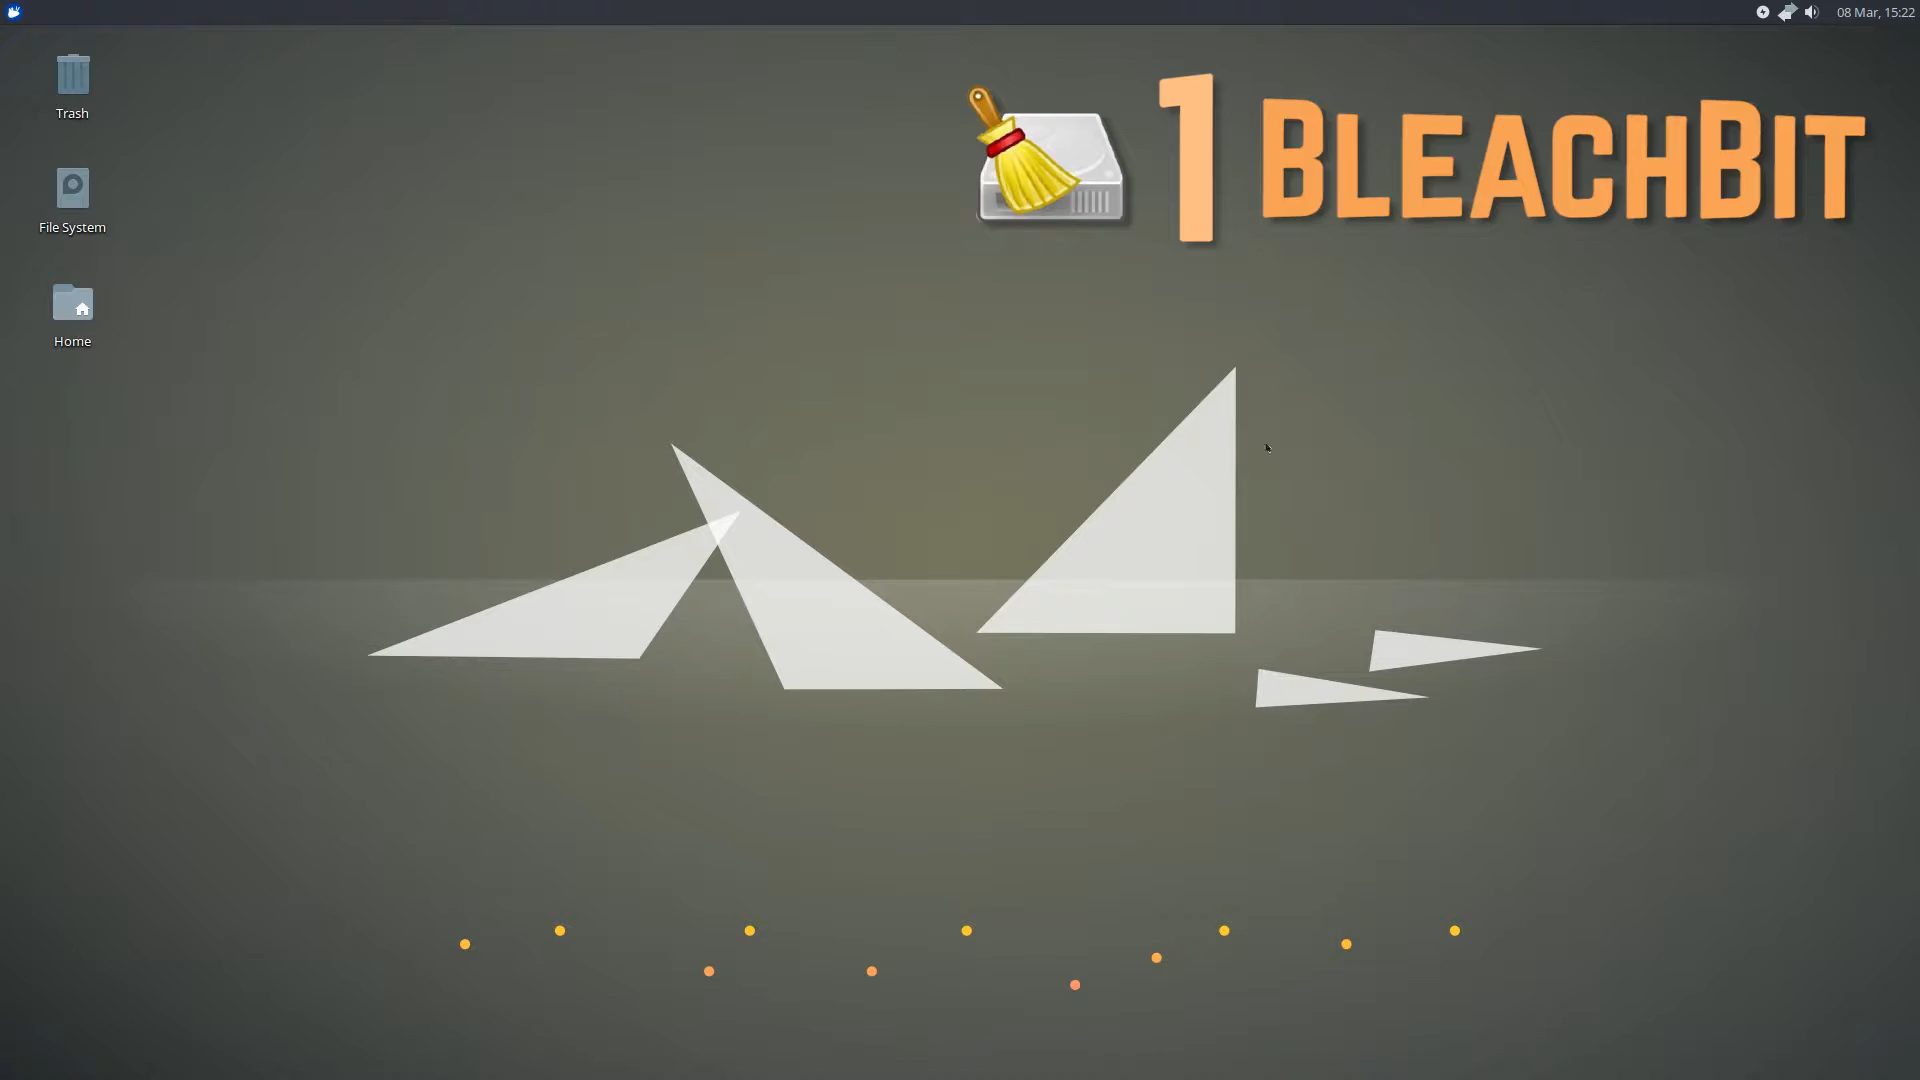 08 Mar, 15:22
1 BLEACHBIT
Trash
File System
Home